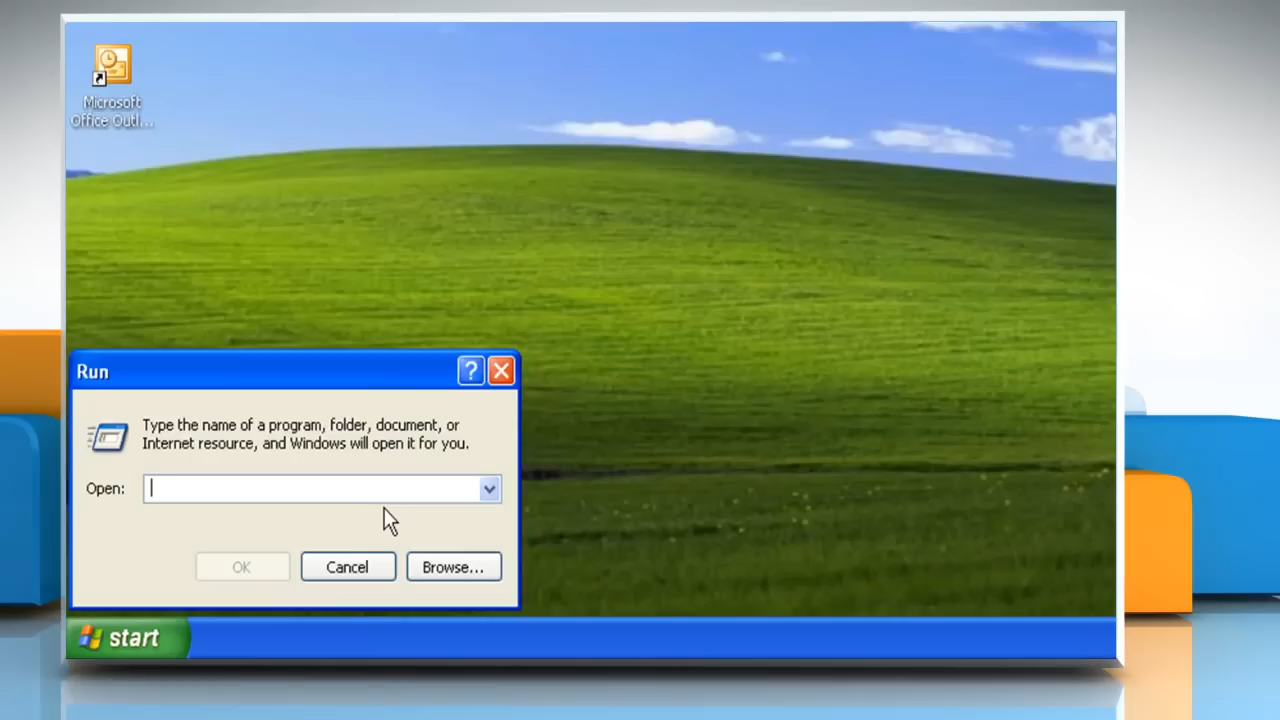 Microsoft
Office Outl...
Run
?
Type the name of a program, folder, document, or
Internet resource, and Windows will open it for you.
Open:
OK
Cancel
Browse...
start